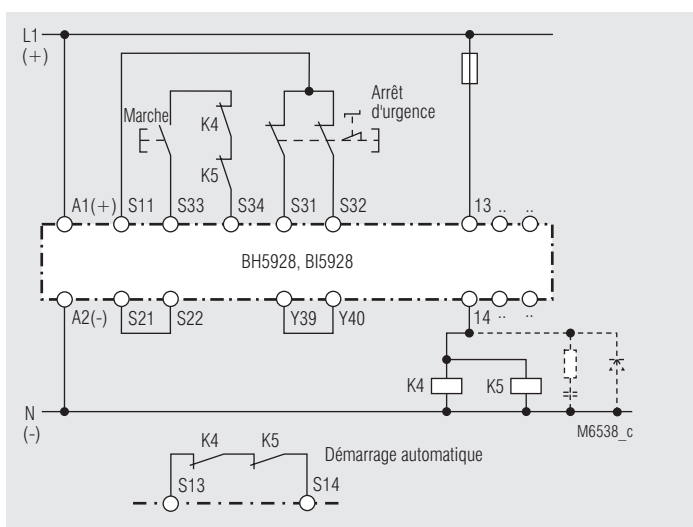 L1
(+)
Arrêt
d'urgence
Marche
K4
K5
A1(+) S11 S33 S34 S31 S32 13 .. ..
BH5928, BI5928
A2(-) S21 S22 Y39 Y40 14 .. ..
K4 K5
N
(-)
M6538_c
K4 K5
Démarrage automatique
S13 S14